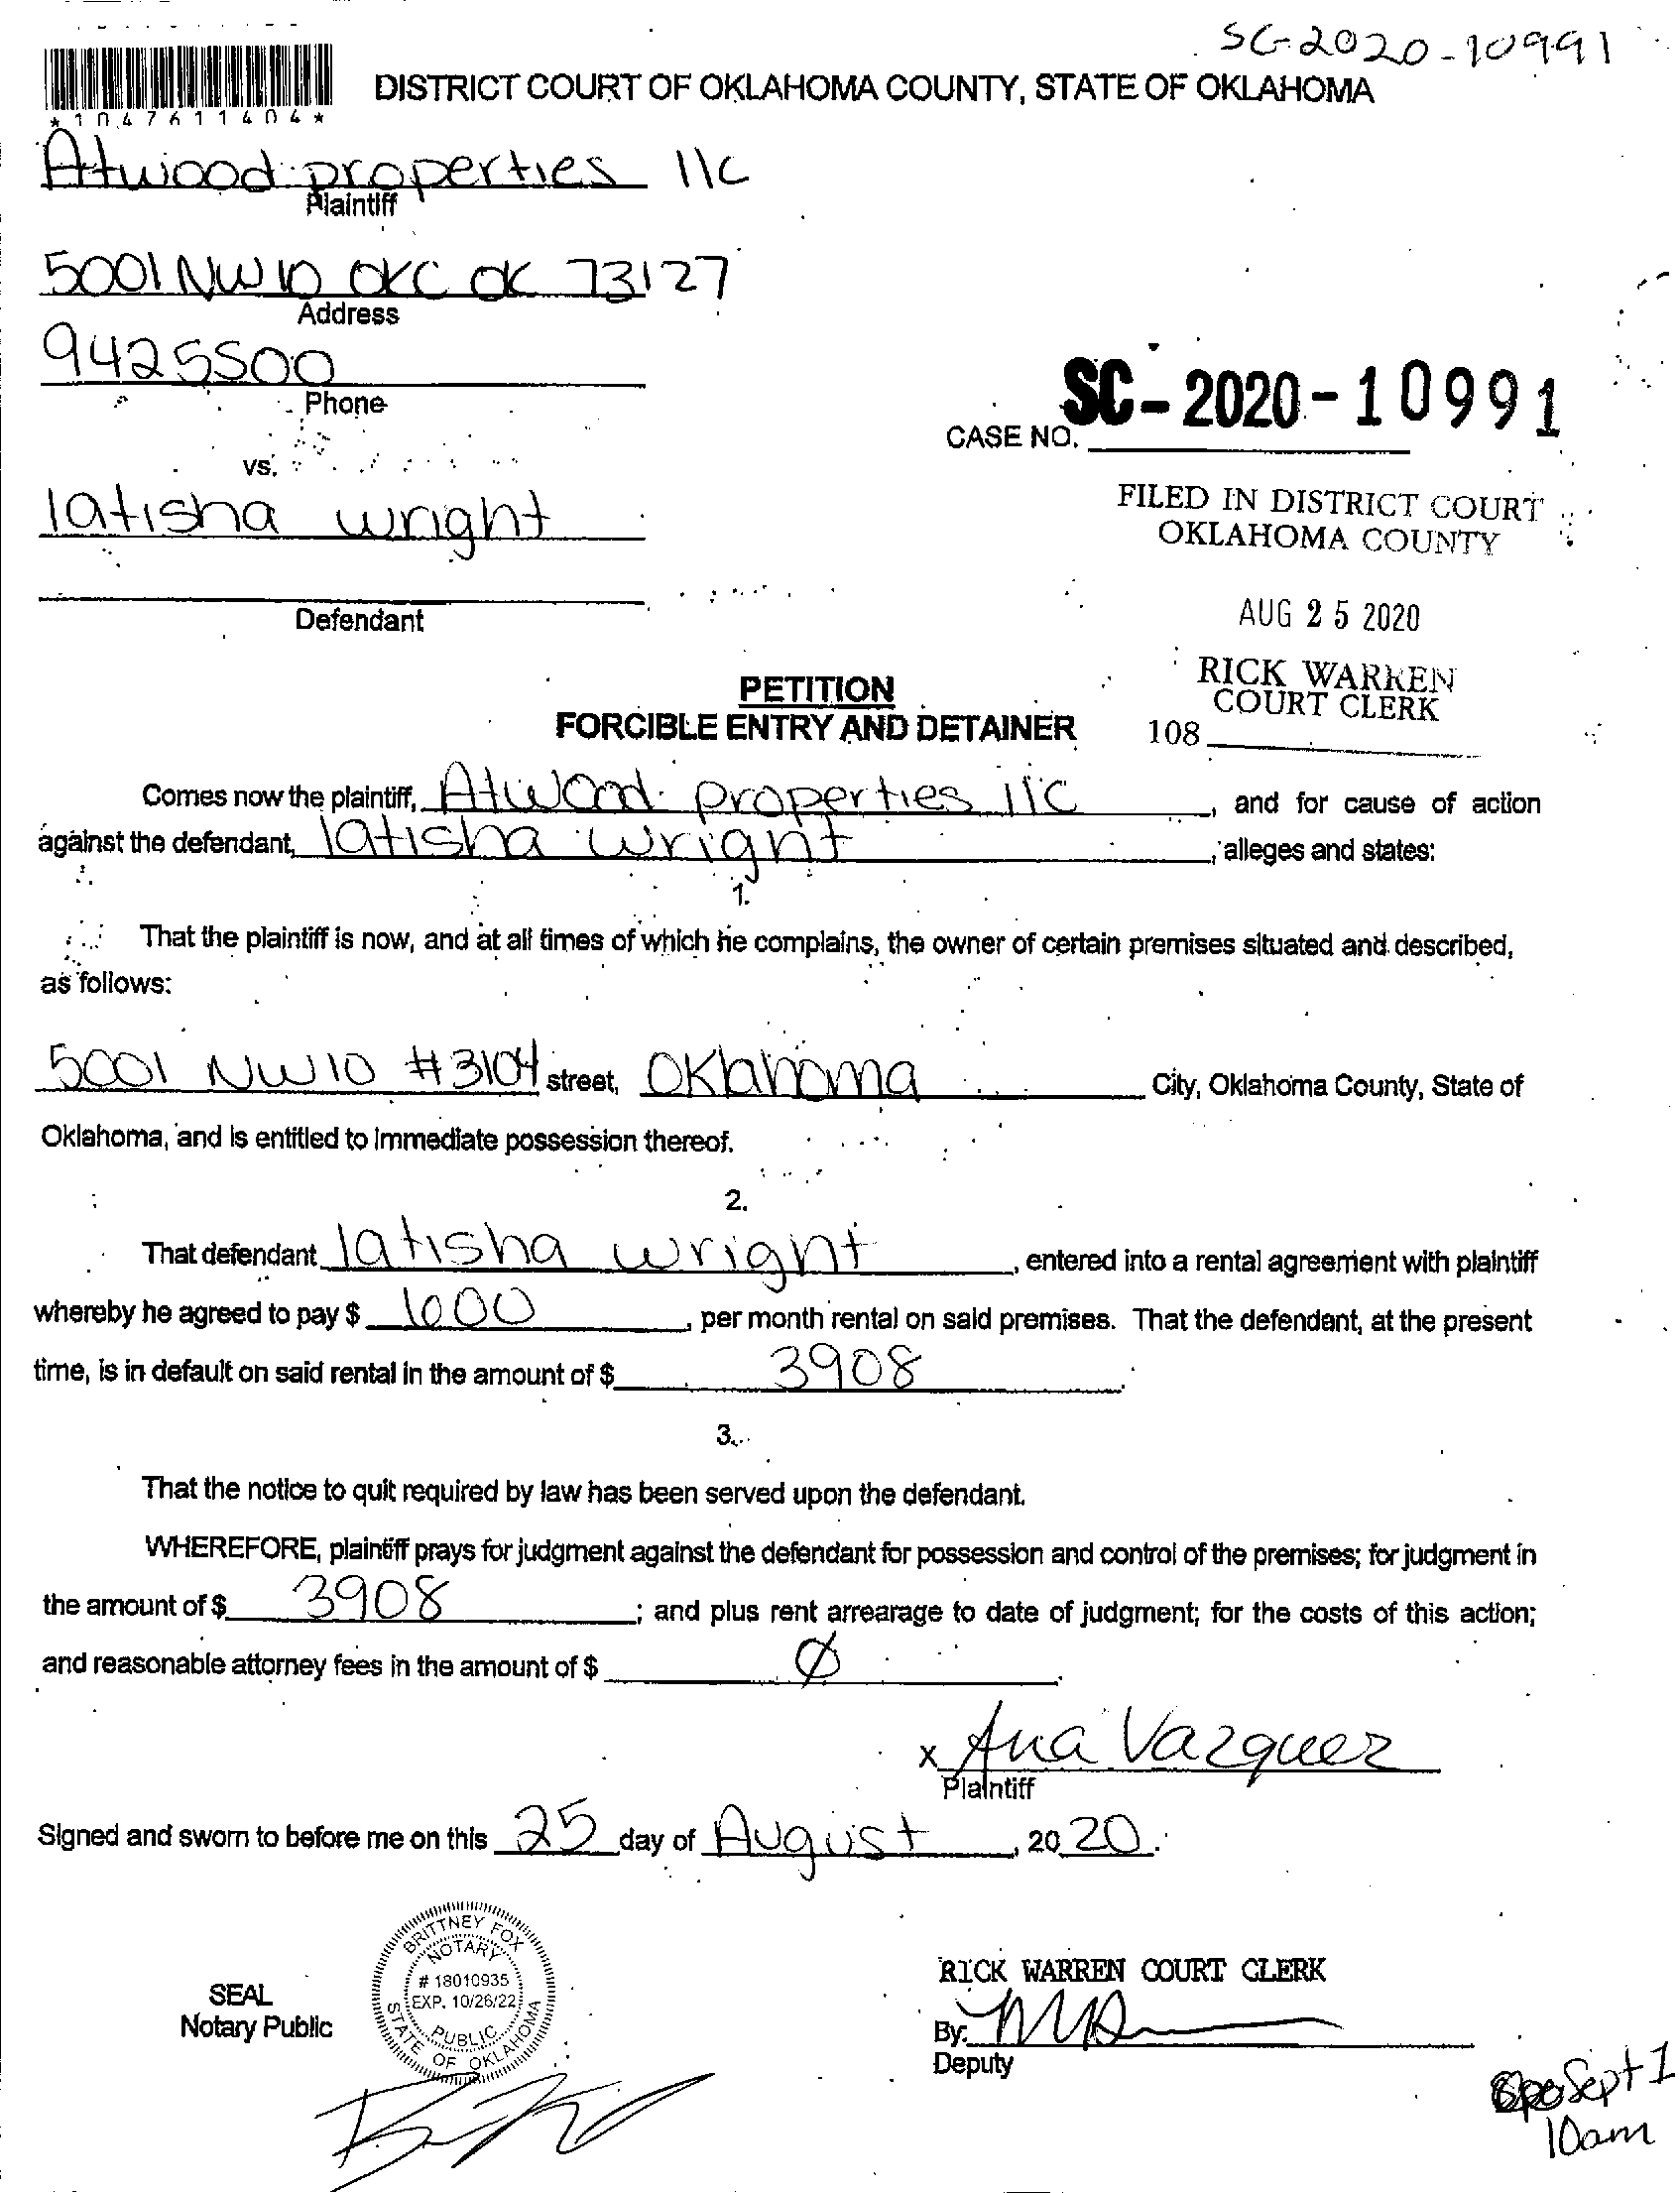 SC-2020-10991
*1047611404*
DISTRICT COURT OF OKLAHOMA COUNTY, STATE OF OKLAHOMA
Atwood properties llc
Plaintiff
5001 NW 10 OKC OK 73127
Address
9425500
Phone
vs.
SC-2020-10991
CASE NO.
latisha wright
FILED IN DISTRICT COURT
OKLAHOMA COUNTY
Defendant
AUG 25 2020
RICK WARREN
COURT CLERK
108
PETITION
FORCIBLE ENTRY AND DETAINER
Comes now the plaintiff, Atwood properties llc, and for cause of action
against the defendant, latisha wright, alleges and states:
1.
That the plaintiff is now, and at all times of which he complains, the owner of certain premises situated and described,
as follows:
5001 NW 10 #3104 street, Oklahoma City, Oklahoma County, State of
Oklahoma, and is entitled to immediate possession thereof.
2.
That defendant latisha wright, entered into a rental agreement with plaintiff
whereby he agreed to pay $ per month rental on said premises. That the defendant, at the present
time, is in default on said rental in the amount of $ 3908.
3.
That the notice to quit required by law has been served upon the defendant.
WHEREFORE, plaintiff prays for judgment against the defendant for possession and control of the premises; for judgment in
the amount of $ 3908; and plus rent arrearage to date of judgment; for the costs of this action;
and reasonable attorney fees in the amount of $ Ø.
x Ana Vazquez
Plaintiff
Signed and sworn to before me on this 25 day of August, 2020.
BRITTNEY FOX
NOTARY
# 18010935
EXP. 10/26/22
PUBLIC
STATE OF OKLAHOMA
SEAL
Notary Public
RICK WARREN COURT CLERK
By:
Deputy
Sept 1
10am